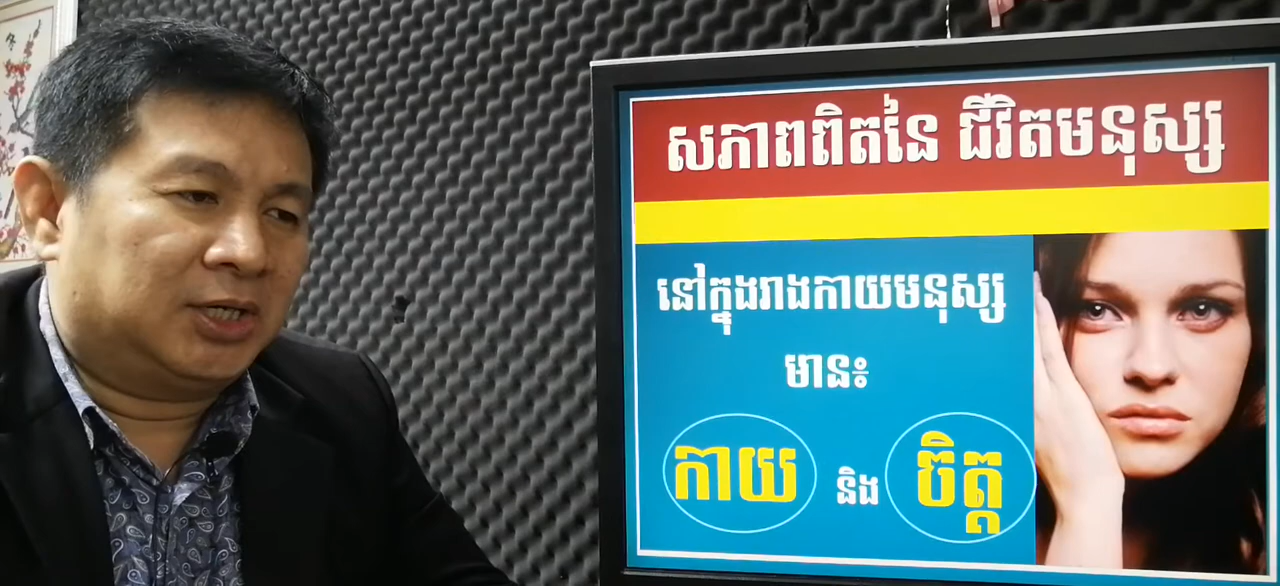 សភាពពិតនៃ ជីវិតមនុស្ស
នៅក្នុងរាងកាយមនុស្ស
មាន៖
កាយ និង ចិត្ត